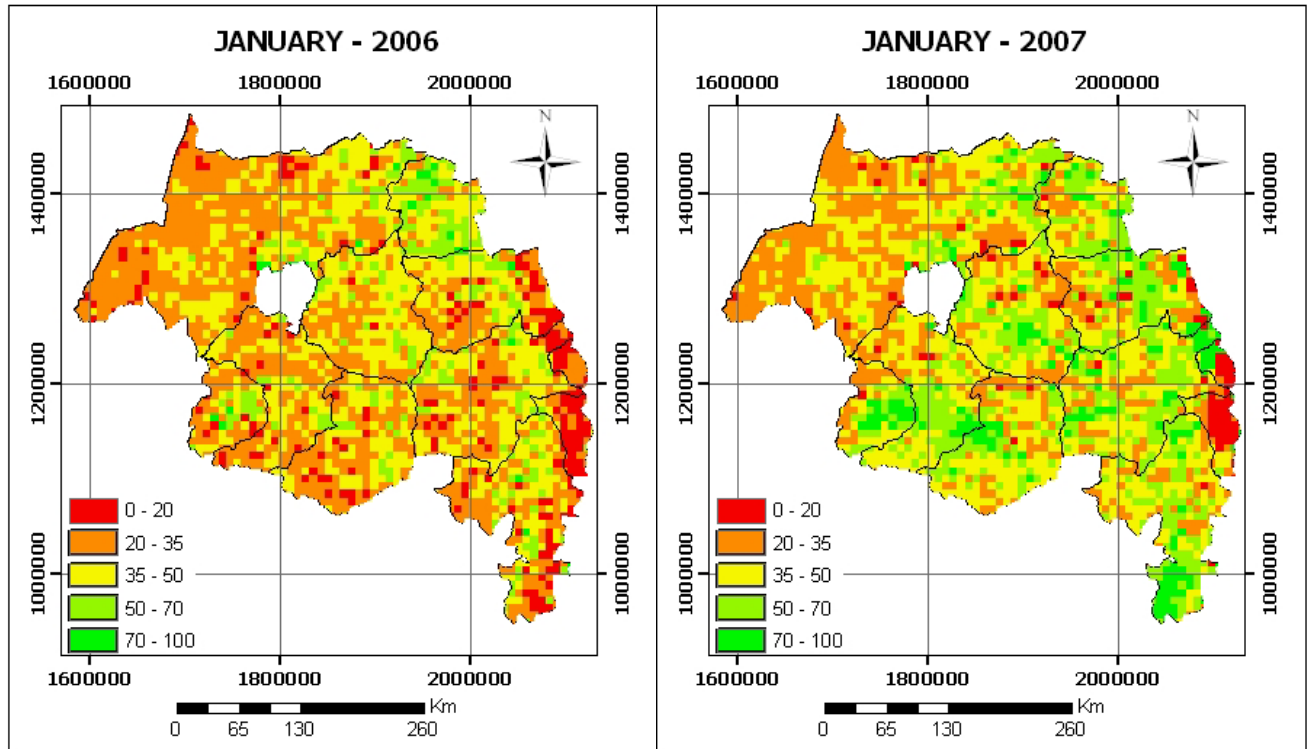 JANUARY - 2006
1600000 1800000 2000000
N
1400000 1400000
1200000 1200000
1000000 1000000
0 - 20
20 - 35
35 - 50
50 - 70
70 - 100
1600000 1800000 2000000
Km
0 65 130 260
JANUARY - 2007
1600000 1800000 2000000
N
1400000 1400000
1200000 1200000
1000000 1000000
0 - 20
20 - 35
35 - 50
50 - 70
70 - 100
1600000 1800000 2000000
Km
0 65 130 260